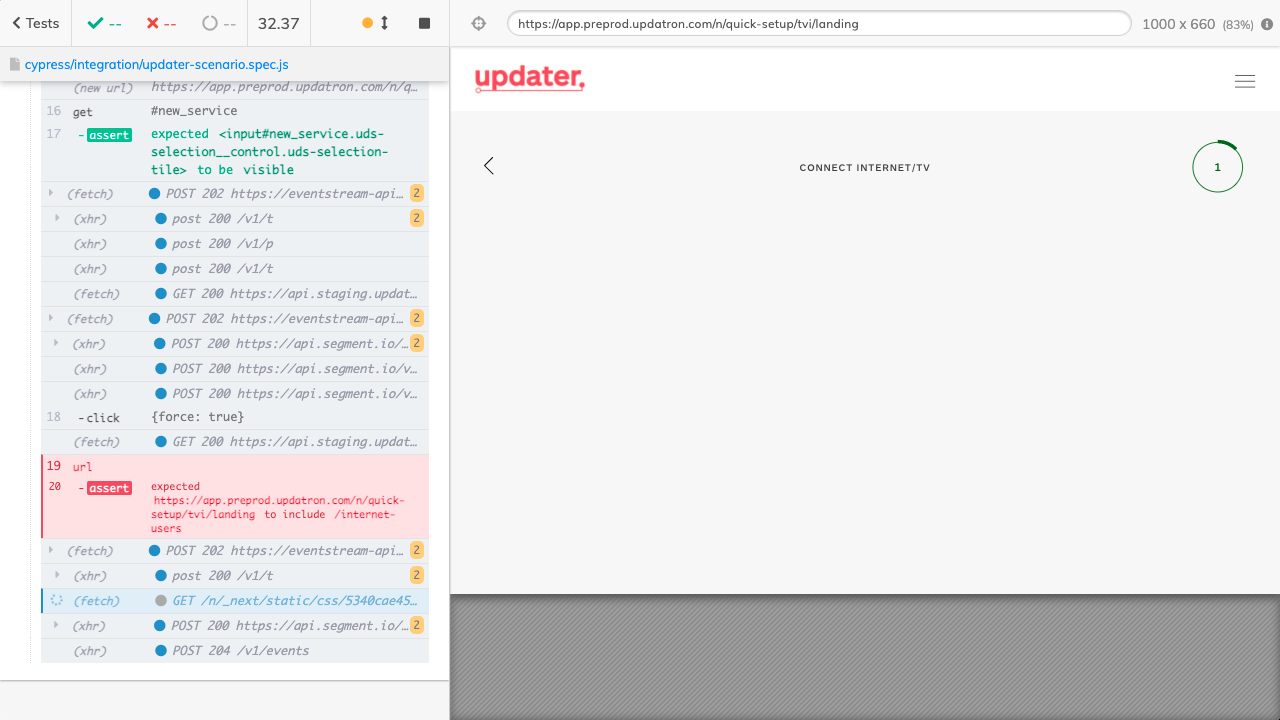 Tests
--
--
--
32.37
https://app.preprod.updatron.com/n/quick-setup/tvi/landing
1000 x 660 (83%)
cypress/integration/updater-scenario.spec.js
(new url) https://app.preprod.updatron.com/n/q…
16 get #new_service
17 -assert expected <input#new_service.uds-
selection__control.uds-selection-
tile> to be visible
(fetch) POST 202 https://eventstream-api… 2
(xhr) post 200 /v1/t 2
(xhr) post 200 /v1/p
(xhr) post 200 /v1/t
(fetch) GET 200 https://api.staging.updat…
(fetch) POST 202 https://eventstream-api… 2
(xhr) POST 200 https://api.segment.io/… 2
(xhr) POST 200 https://api.segment.io/v…
(xhr) POST 200 https://api.segment.io/v…
18 -click {force: true}
(fetch) GET 200 https://api.staging.updat…
19 url
20 -assert expected
https://app.preprod.updatron.com/n/quick-
setup/tvi/landing to include /internet-
users
(fetch) POST 202 https://eventstream-api… 2
(xhr) post 200 /v1/t 2
(fetch) GET /n/_next/static/css/5340cae45…
(xhr) POST 200 https://api.segment.io/… 2
(xhr) POST 204 /v1/events
updater.
CONNECT INTERNET/TV
1